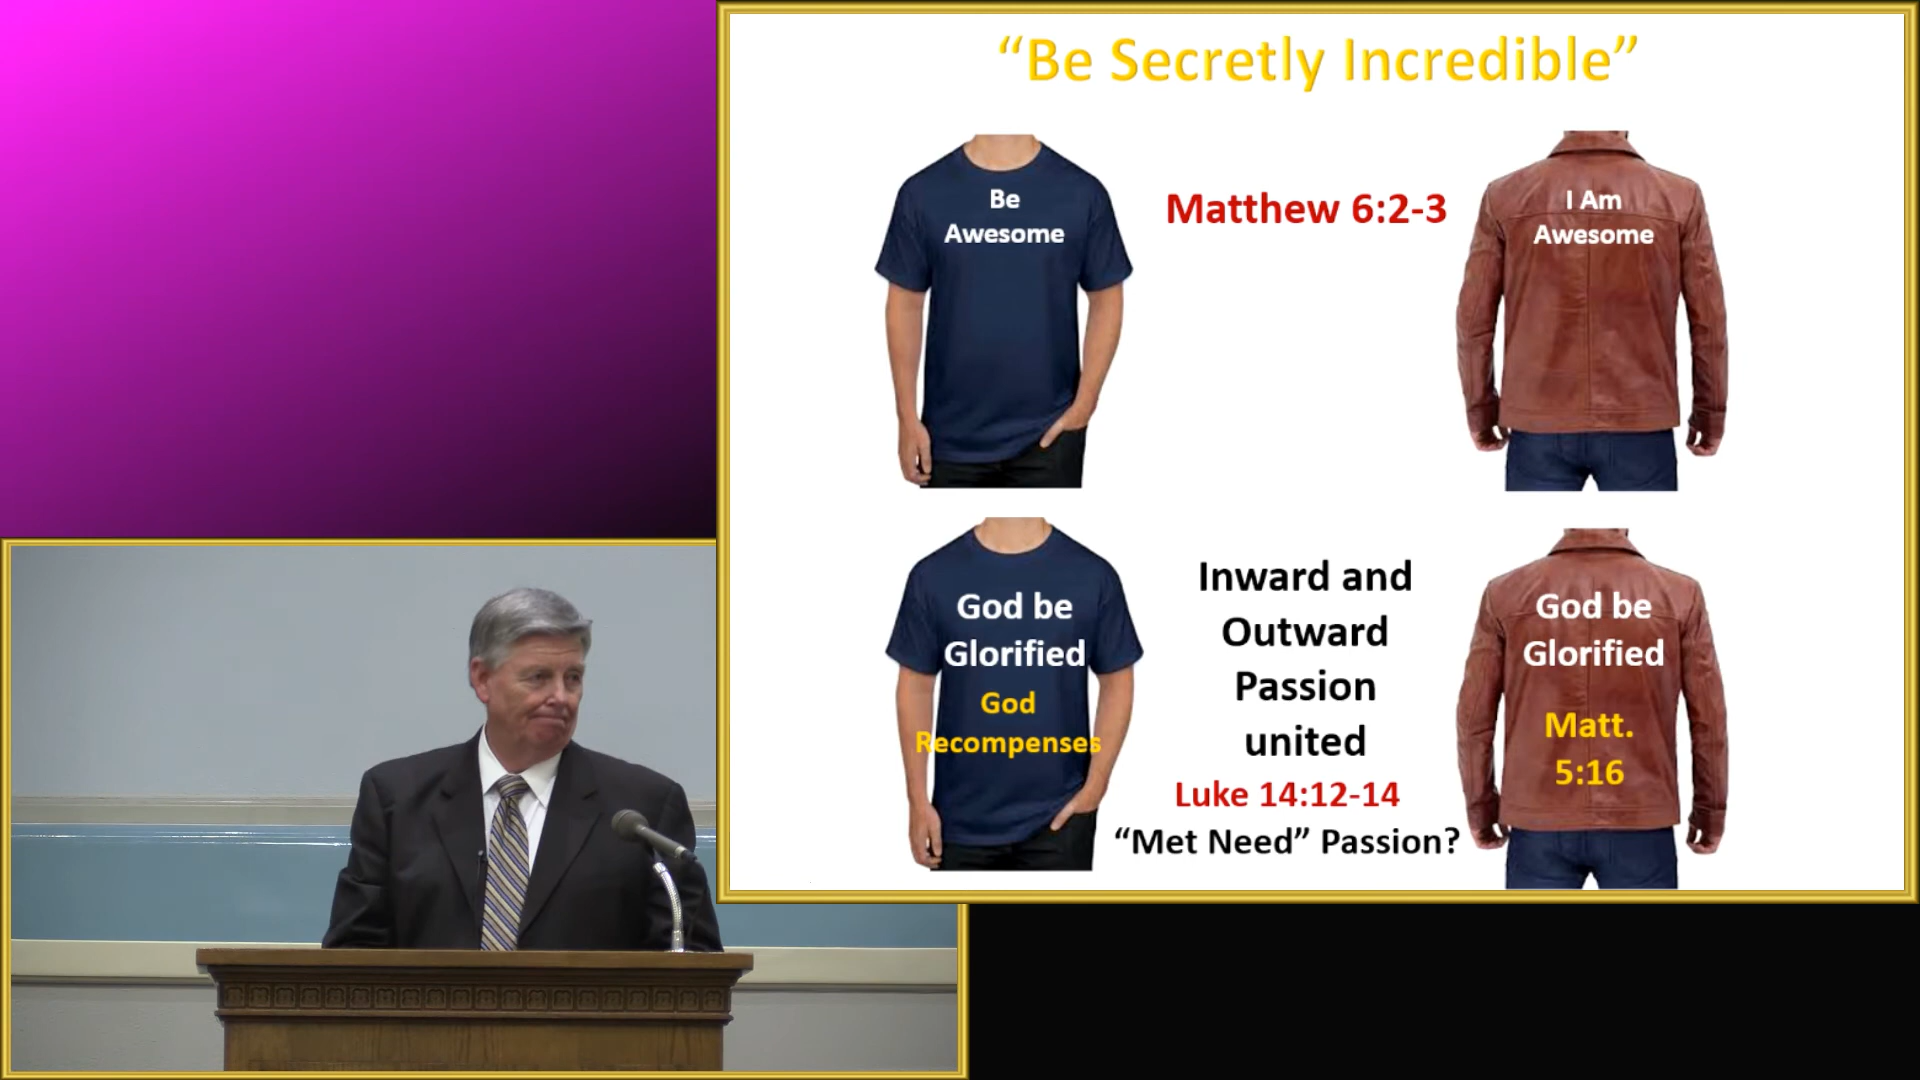 “Be Secretly Incredible”
Be
Awesome
Matthew 6:2-3
I Am
Awesome
God be
Glorified
God
Recompenses
Inward and
Outward
Passion
united
Luke 14:12-14
“Met Need” Passion?
God be
Glorified
Matt.
5:16